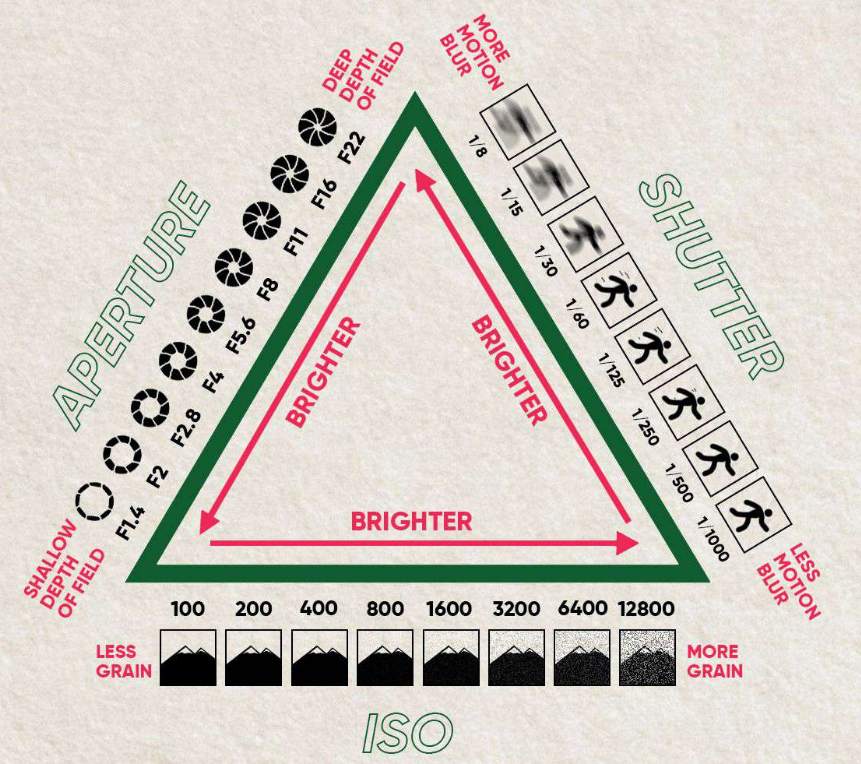 DEEP
DEPTH
OF FIELD
F22
F16
F11
F8
F5.6
F4
F2.8
F2
F1.4
SHALLOW
DEPTH
OF FIELD
APERTURE
MORE
MOTION
BLUR
1/8
1/15
1/30
1/60
1/125
1/250
1/500
1/1000
LESS
MOTION
BLUR
SHUTTER
BRIGHTER
BRIGHTER
BRIGHTER
100 200 400 800 1600 3200 6400 12800
LESS
GRAIN
MORE
GRAIN
ISO